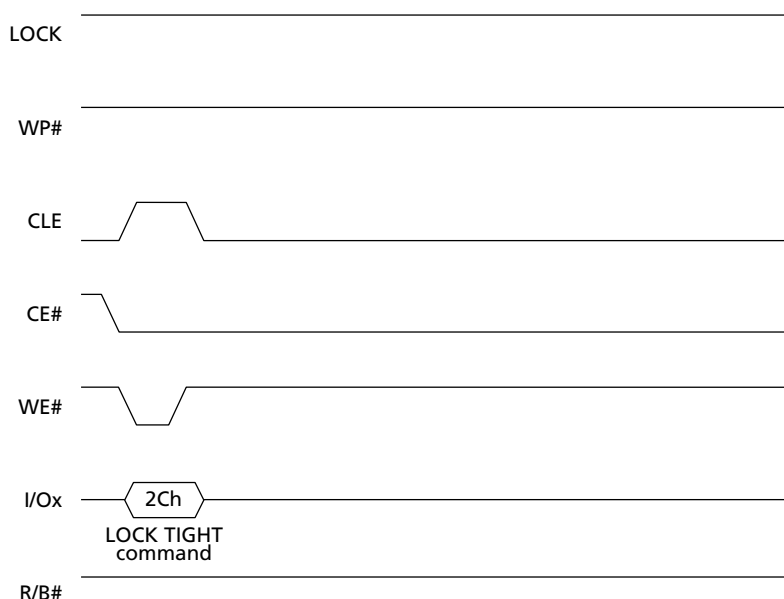 LOCK
WP#
CLE
CE#
WE#
I/Ox
2Ch
LOCK TIGHT
command
R/B#